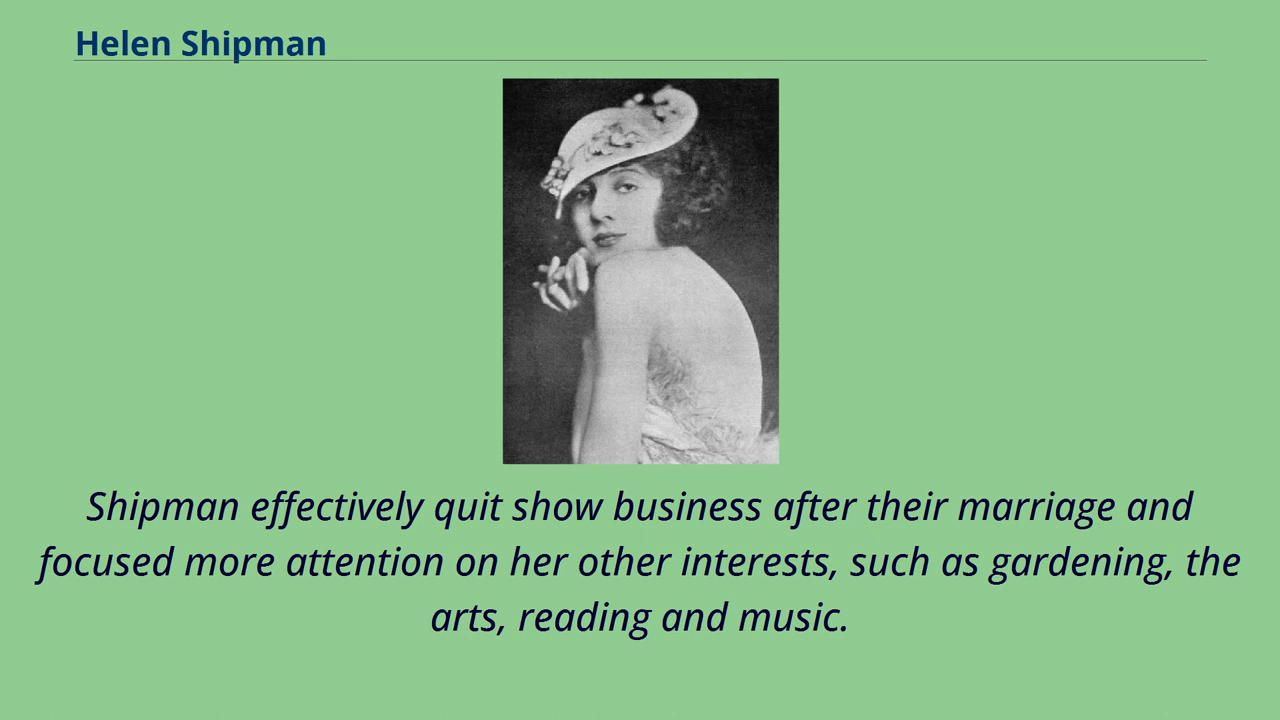 Helen Shipman
Shipman effectively quit show business after their marriage and
focused more attention on her other interests, such as gardening, the
arts, reading and music.